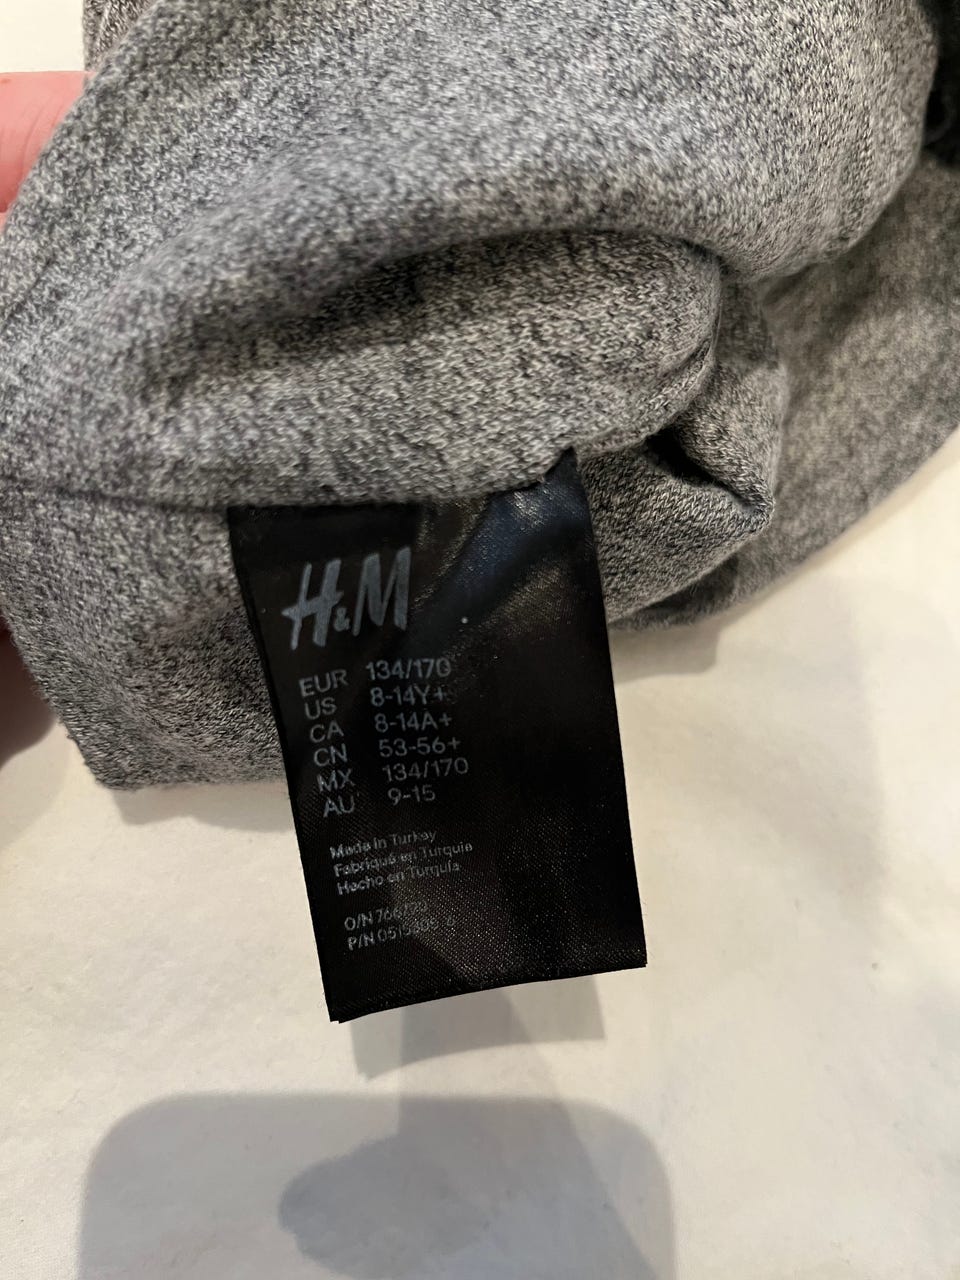 H&M
EUR 134/170
US 8-14Y+
CA 8-14A+
CN 53-56+
MX 134/170
AU 9-15
Made in Turkey
Fabriqué en Turquie
Hecho en Turquía
O/N
P/N